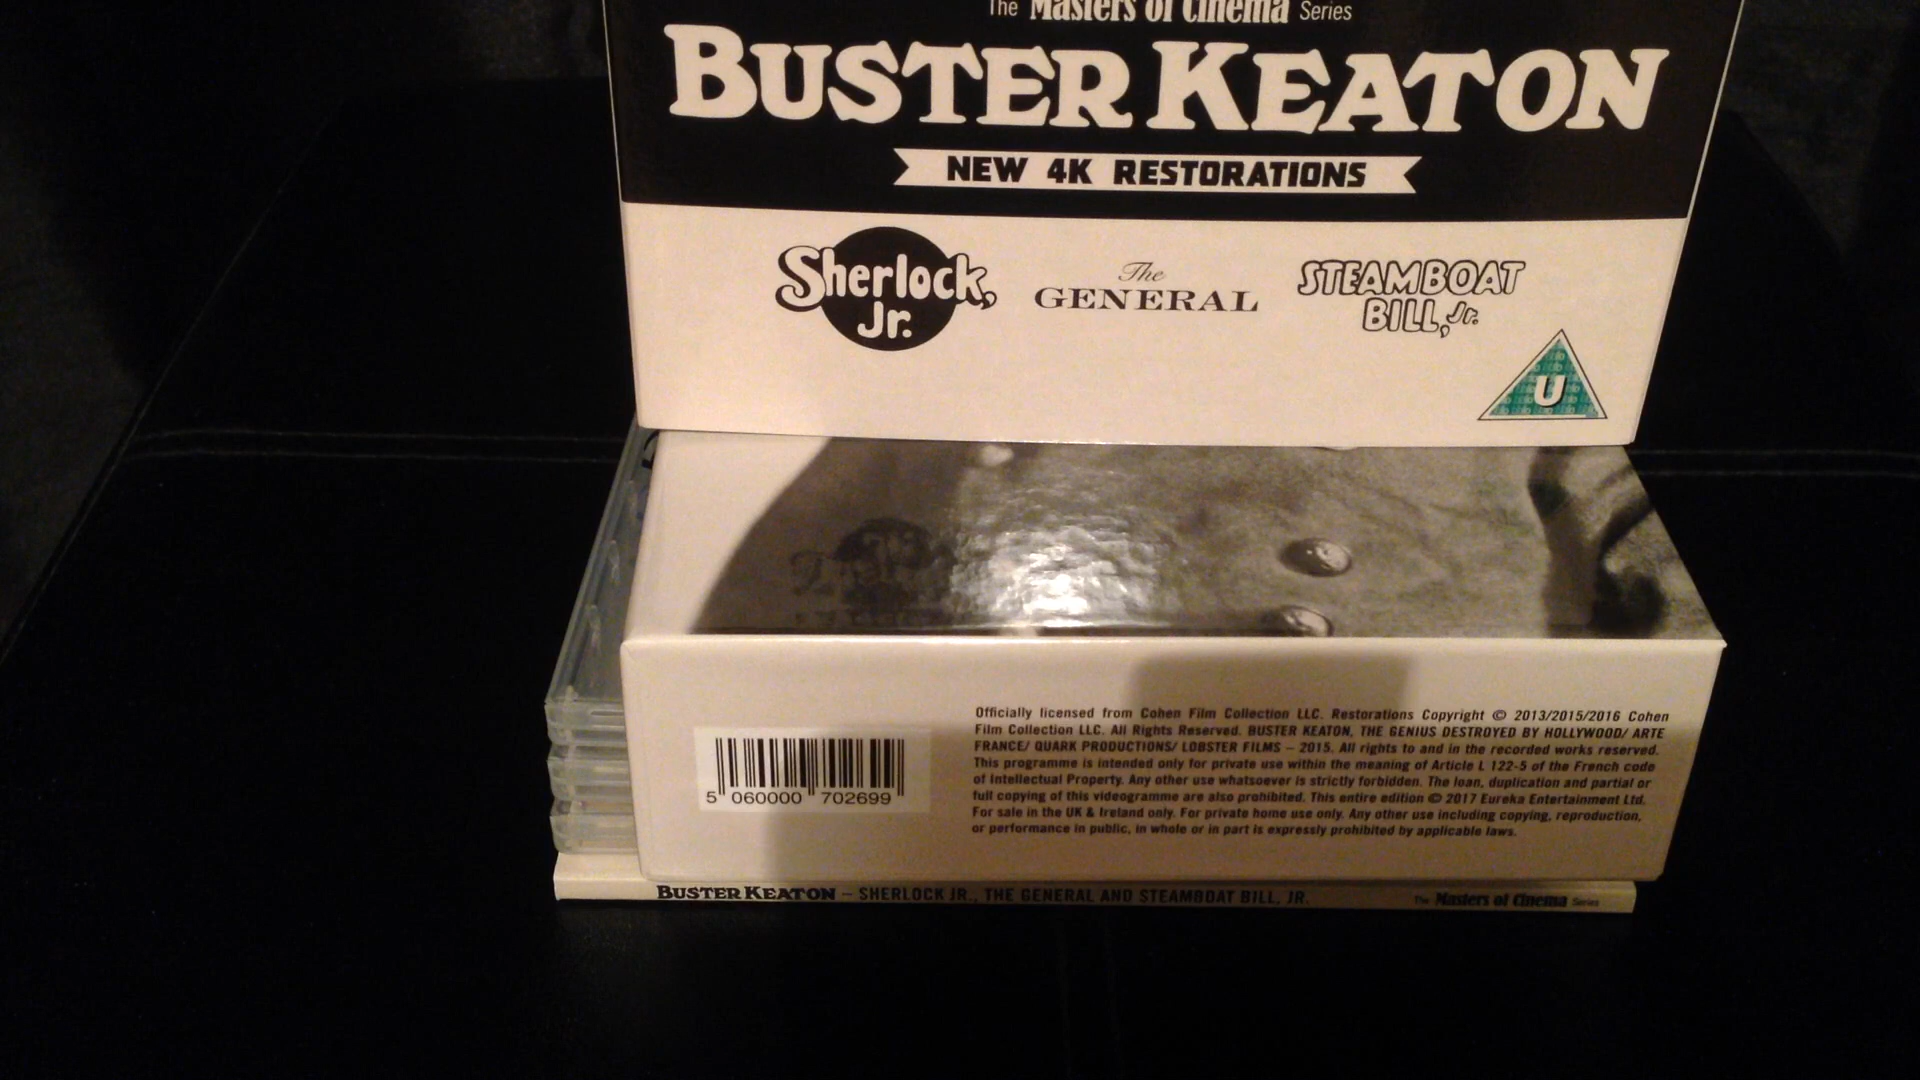 The Masters of Cinema Series
BUSTER KEATON
NEW 4K RESTORATIONS
Sherlock, Jr.
The GENERAL
STEAMBOAT BILL, Jr.
U
Officially licensed from Cohen Film Collection LLC. Restorations Copyright © 2013/2015/2016 Cohen
Film Collection LLC. All Rights Reserved. BUSTER KEATON, THE GENIUS DESTROYED BY HOLLYWOOD/ ARTE
FRANCE/ QUARK PRODUCTIONS/ LOBSTER FILMS – 2015. All rights to and in the recorded works reserved.
This programme is intended only for private use within the meaning of Article L 122-5 of the French code
of Intellectual Property. Any other use whatsoever is strictly forbidden. The loan, duplication and partial or
full copying of this videogramme are also prohibited. This entire edition © 2017 Eureka Entertainment Ltd.
For sale in the UK & Ireland only. For private home use only. Any other use including copying, reproduction,
or performance in public, in whole or in part is expressly prohibited by applicable laws.
5 060000 702699
BUSTER KEATON – SHERLOCK JR., THE GENERAL AND STEAMBOAT BILL, JR. The Masters of Cinema Series